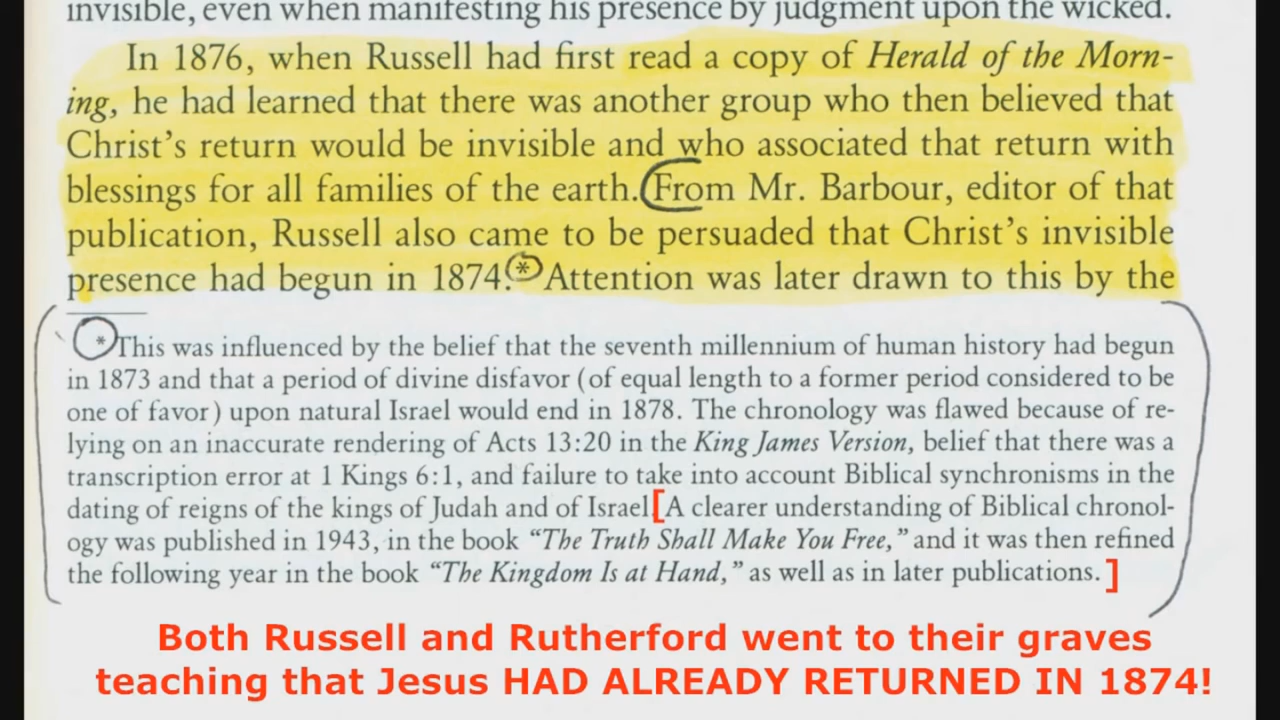 invisible, even when manifesting his presence by judgment upon the wicked.
In 1876, when Russell had first read a copy of Herald of the Morn-
ing, he had learned that there was another group who then believed that
Christ’s return would be invisible and who associated that return with
blessings for all families of the earth. From Mr. Barbour, editor of that
publication, Russell also came to be persuaded that Christ’s invisible
presence had begun in 1874.* Attention was later drawn to this by the
*This was influenced by the belief that the seventh millennium of human history had begun
in 1873 and that a period of divine disfavor (of equal length to a former period considered to be
one of favor) upon natural Israel would end in 1878. The chronology was flawed because of re-
lying on an inaccurate rendering of Acts 13:20 in the King James Version, belief that there was a
transcription error at 1 Kings 6:1, and failure to take into account Biblical synchronisms in the
dating of reigns of the kings of Judah and of Israel.[A clearer understanding of Biblical chronol-
ogy was published in 1943, in the book “The Truth Shall Make You Free,” and it was then refined
the following year in the book “The Kingdom Is at Hand,” as well as in later publications. ]
Both Russell and Rutherford went to their graves
teaching that Jesus HAD ALREADY RETURNED IN 1874!